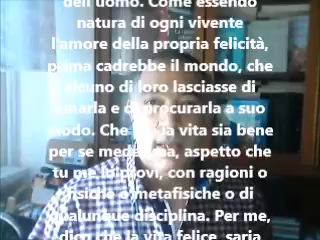 dell'uomo. Come essendo
natura di ogni vivente
l'amore della propria felicità,
prima cadrebbe il mondo, che
alcuno di loro lasciasse di
amarla e di procurarla a suo
modo. Che la vita sia bene
per se medesima, aspetto che
tu me lo provi, con ragioni o
fisiche o metafisiche o di
qualunque disciplina. Per me,
dico che la vita felice, saria